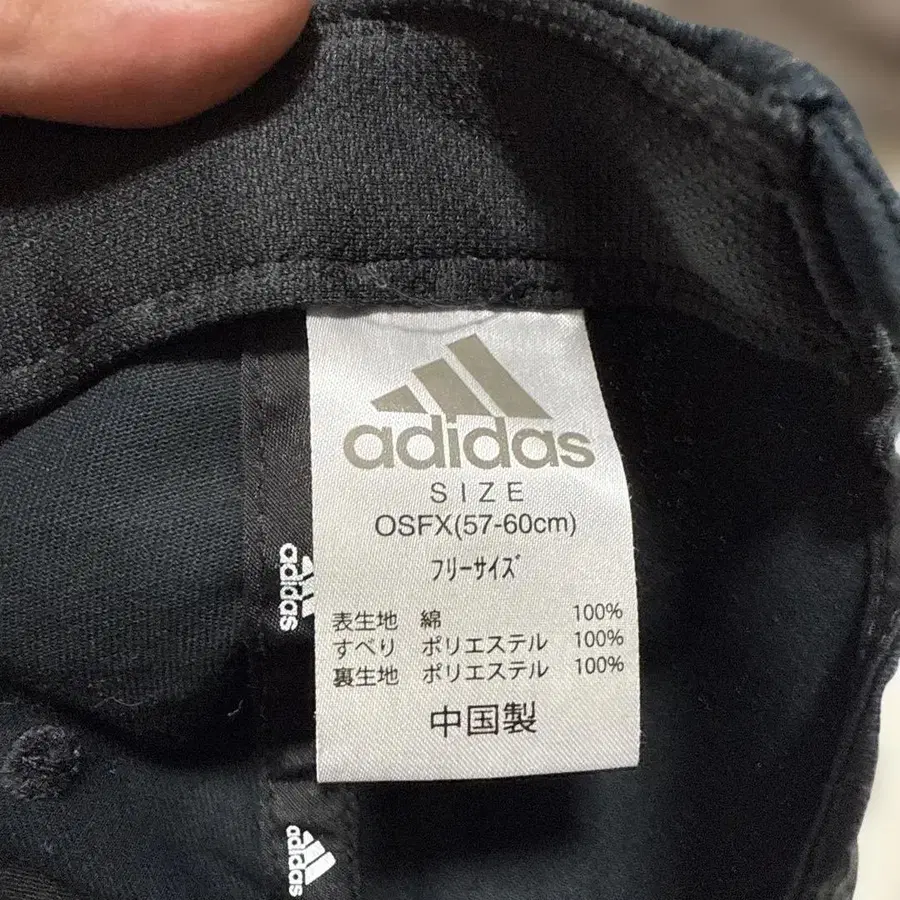 adidas
SIZE
OSFX(57-60cm)
ﾌﾘｰｻｲｽﾞ
表生地 綿 100%
すべり ポリエステル 100%
裏生地 ポリエステル 100%
中国製
adidas
adidas